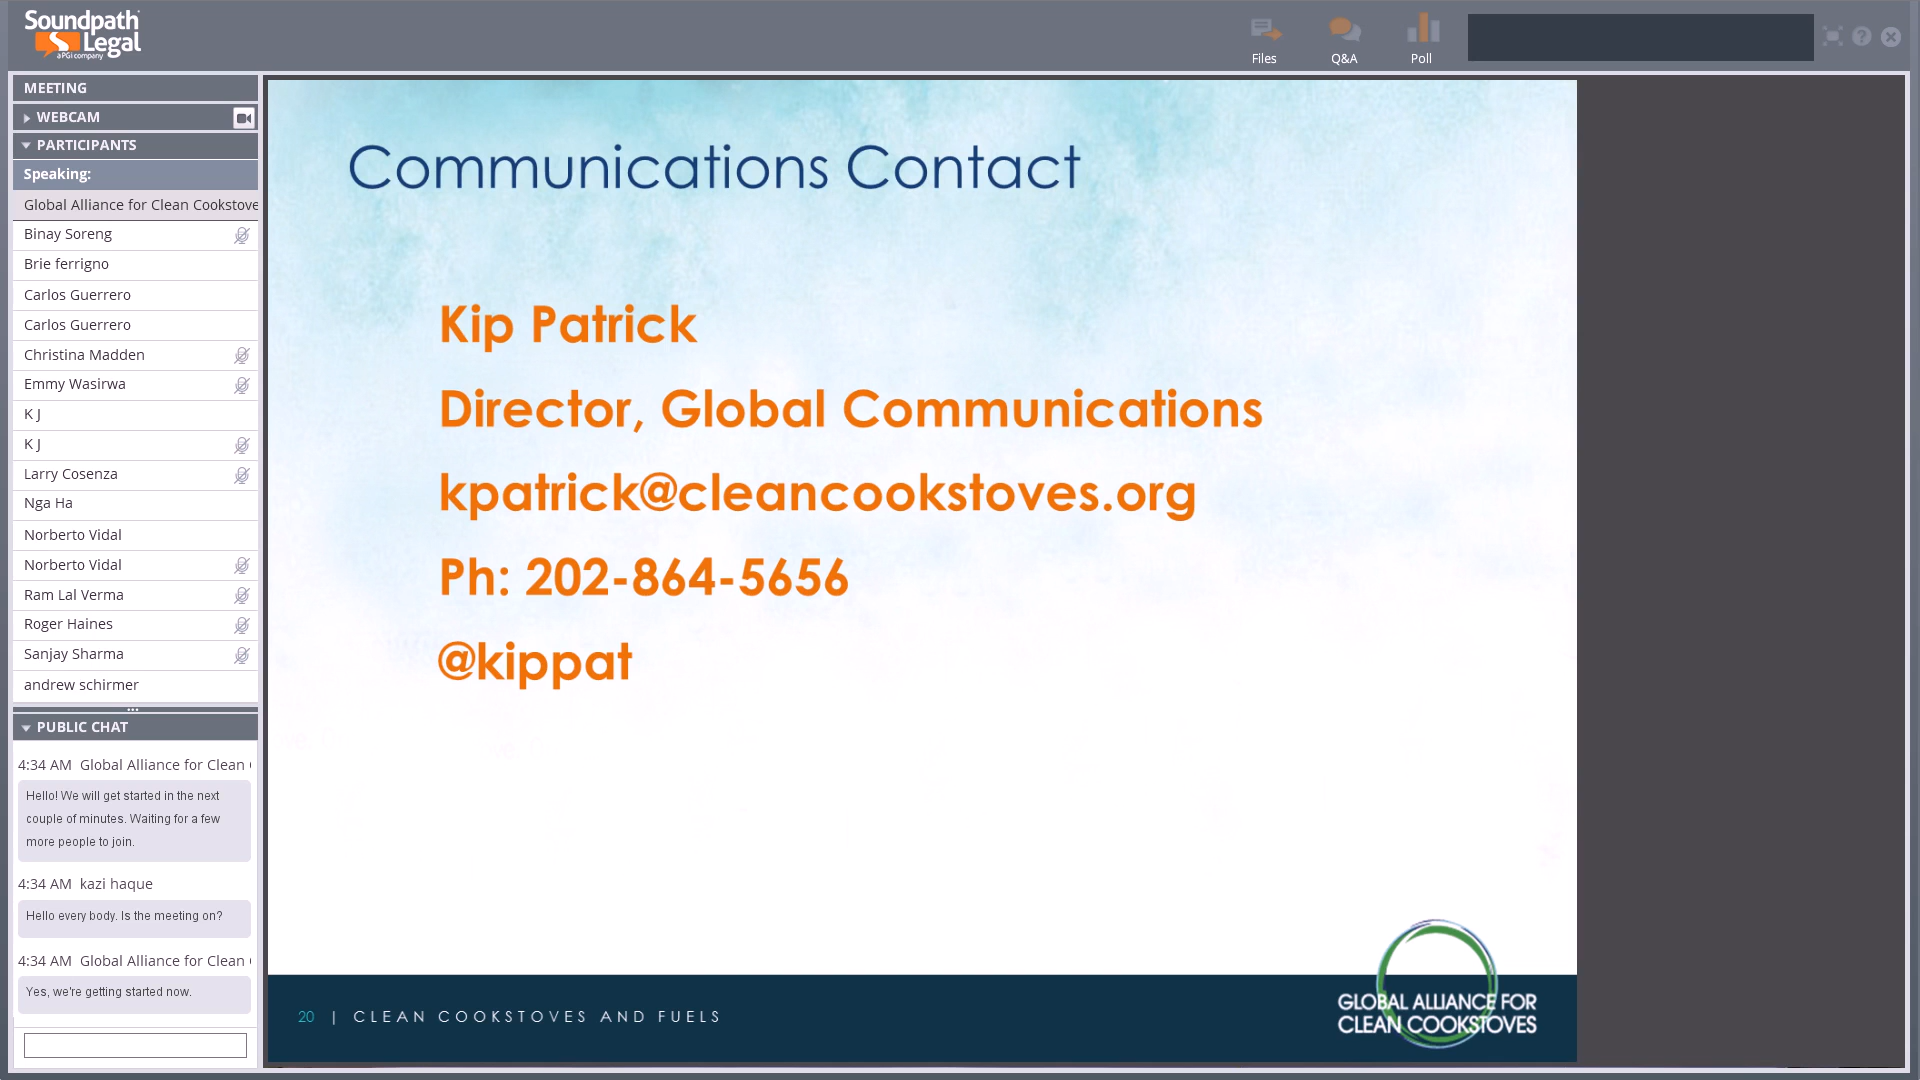 Soundpath
Legal
a PGi company
Files
Q&A
Poll
MEETING
WEBCAM
PARTICIPANTS
Speaking:
Global Alliance for Clean Cookstove
Binay Soreng
Brie ferrigno
Carlos Guerrero
Carlos Guerrero
Christina Madden
Emmy Wasirwa
K J
K J
Larry Cosenza
Nga Ha
Norberto Vidal
Norberto Vidal
Ram Lal Verma
Roger Haines
Sanjay Sharma
andrew schirmer
PUBLIC CHAT
4:34 AM Global Alliance for Clean
Hello! We will get started in the next
couple of minutes. Waiting for a few
more people to join.
4:34 AM kazi haque
Hello every body. Is the meeting on?
4:34 AM Global Alliance for Clean
Yes, we're getting started now.
Communications Contact
Kip Patrick
Director, Global Communications
kpatrick@cleancookstoves.org
Ph: 202-864-5656
@kippat
20 | CLEAN COOKSTOVES AND FUELS
GLOBAL ALLIANCE FOR
CLEAN COOKSTOVES